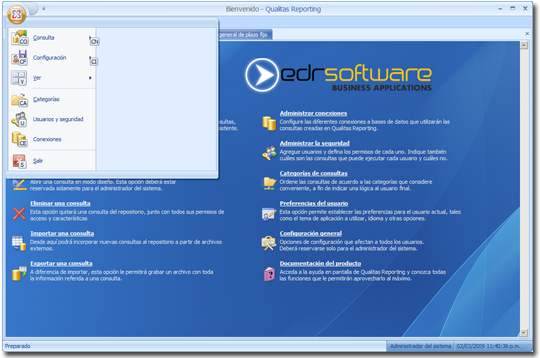 Bienvenido - Qualitas Reporting
general de plazo fijo
Consulta
CO
CN
Configuración
CF
CI
Ver
V
Categorías
CA
Usuarios y seguridad
U
Conexiones
CE
Salir
S
edrsoftware
BUSINESS APPLICATIONS
Abrir una consulta en modo diseño. Esta opción deberá estar
reservada solamente para el administrador del sistema.
Eliminar una consulta
Esta opción quitará una consulta del repositorio, junto con todos sus permisos de
acceso y características
Importar una consulta
Desde aquí podrá incorporar nuevas consultas al repositorio a partir de archivos
externos.
Exportar una consulta
A diferencia de importar, esta opción le permitirá grabar un archivo con toda
la información referida a una consulta.
Administrar conexiones
Configure las diferentes conexiones a bases de datos que utilizarán las
consultas creadas en Qualitas Reporting.
Administrar la seguridad
Agregue usuarios y defina los permisos de cada uno. Indique también
cuáles son las consultas que puede ejecutar cada usuario y cuáles no.
Categorías de consultas
Ordene las consultas de acuerdo a las categorías que considere
conveniente, a fin de indicar una lógica al usuario final.
Preferencias del usuario
Esta opción permite establecer las preferencias para el usuario actual, tales
como el tema de aplicación a utilizar, idioma y otras opciones.
Configuración general
Opciones de configuración que afectan a todos los usuarios.
Deberá reservarse solo para el administrador del sistema.
Documentación del producto
Acceda a la ayuda en pantalla de Qualitas Reporting y conozca todas
las funciones que le permitirán aprovecharlo al máximo.
Preparado
Administrador del sistema
02/03/2009 11:40:36 p.m.